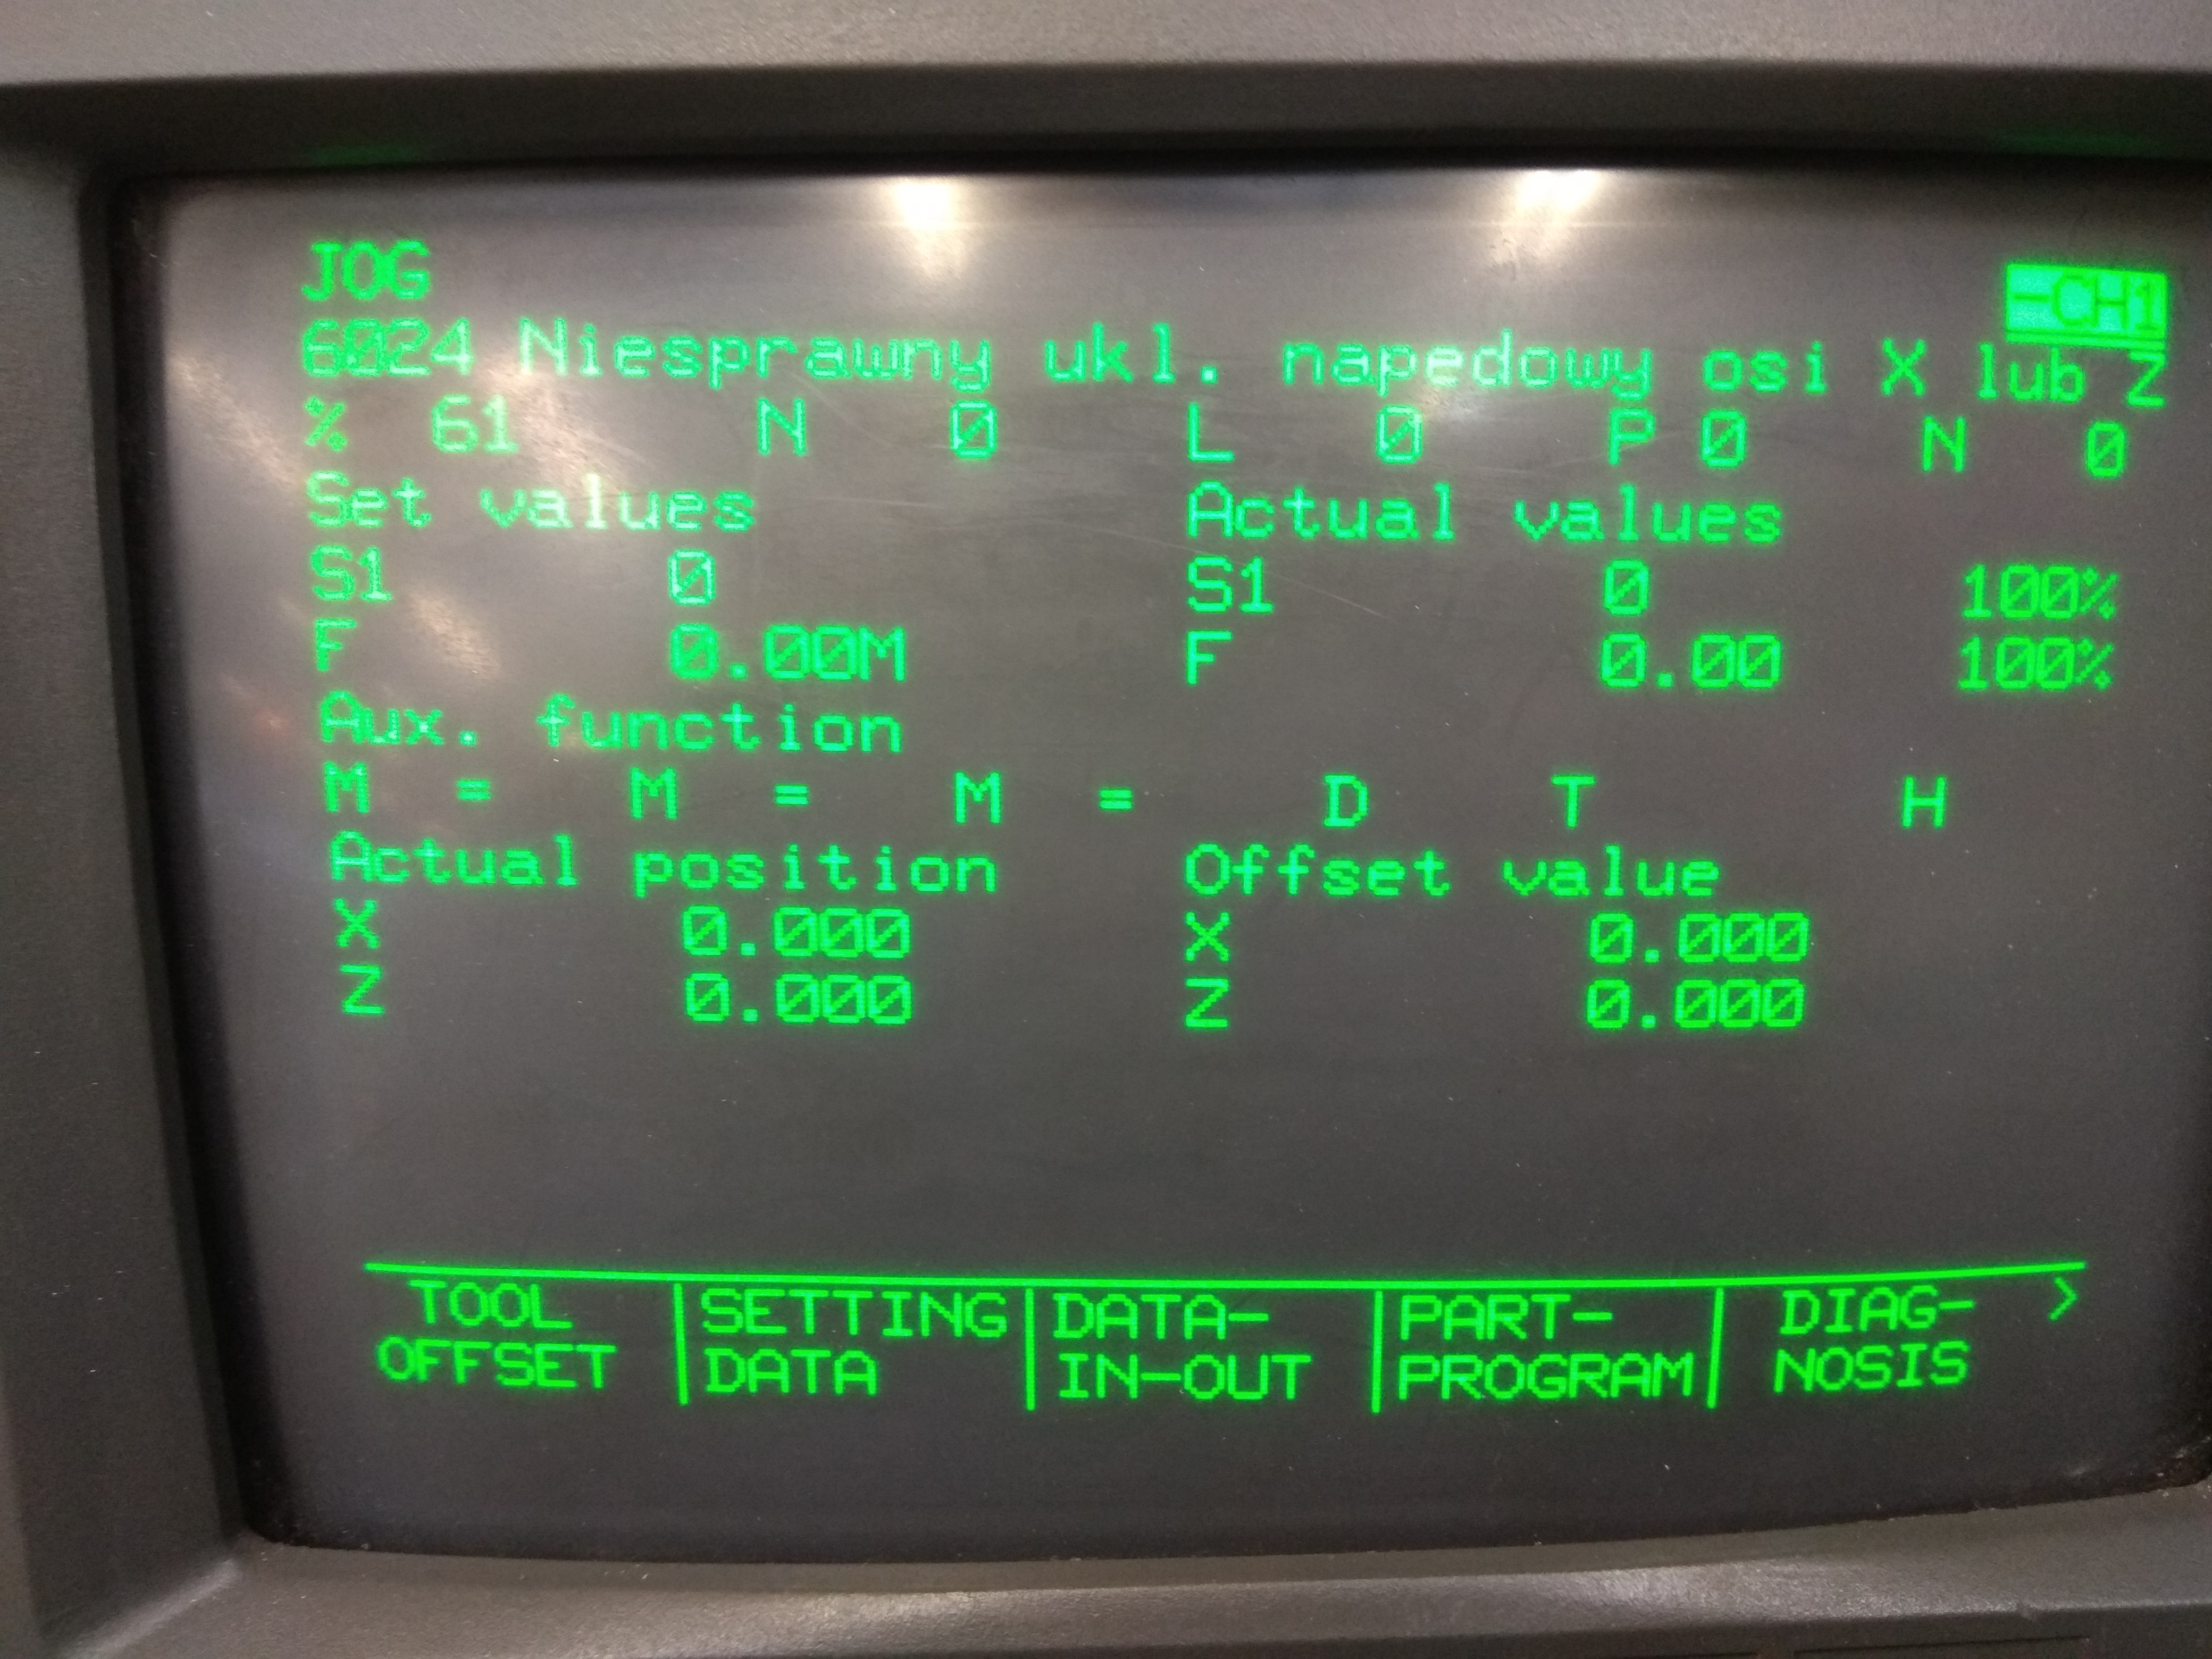 JOG
-CH1
6024 Niesprawny ukl. napedowy osi X lub Z
% 61 N 0 L 0 P 0 N 0
Set values Actual values
S1 0 S1 0 100%
F 0.00M F 0.00 100%
Aux. function
M = M = M = D T H
Actual position Offset value
X 0.000 X 0.000
Z 0.000 Z 0.000
TOOL SETTING DATA- PART- DIAG- >
OFFSET DATA IN-OUT PROGRAM NOSIS